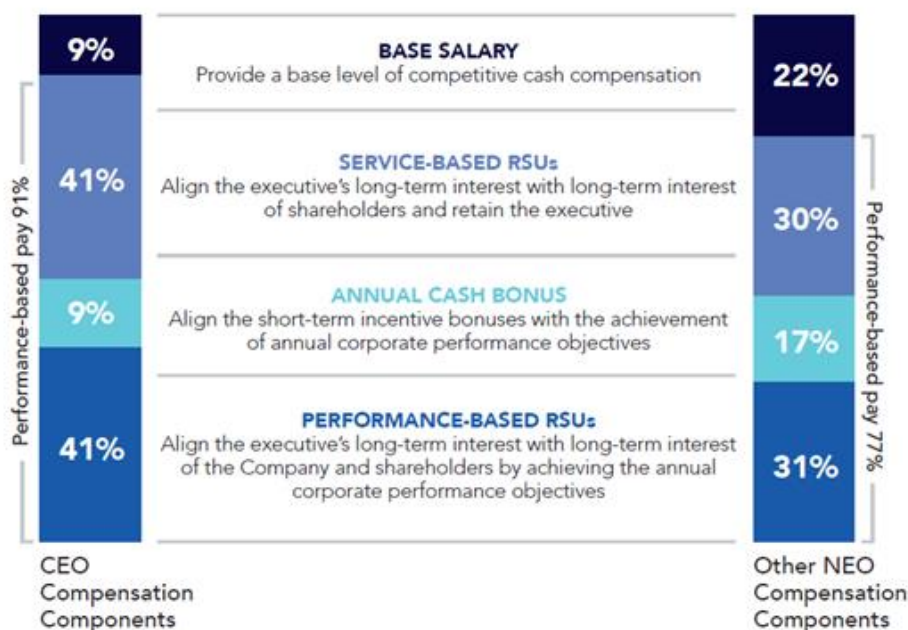 9%
BASE SALARY
Provide a base level of competitive cash compensation
22%
Performance-based pay 91%
41%
SERVICE-BASED RSUs
Align the executive's long-term interest with long-term interest
of shareholders and retain the executive
30%
Performance-based pay 77%
9%
ANNUAL CASH BONUS
Align the short-term incentive bonuses with the achievement
of annual corporate performance objectives
17%
41%
PERFORMANCE-BASED RSUs
Align the executive's long-term interest with long-term interest
of the Company and shareholders by achieving the annual
corporate performance objectives
31%
CEO
Compensation
Components
Other NEO
Compensation
Components